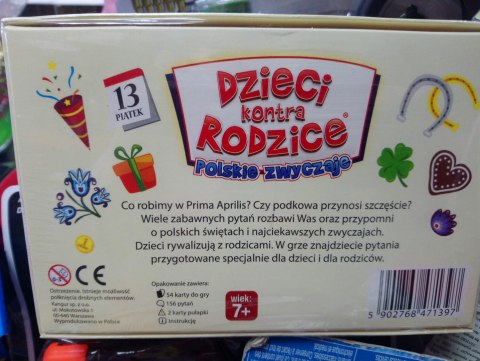 13
PIĄTEK
DZIECI
kontra
RODZICE®
POLSKIE ZWYCZAJE
Co robimy w Prima Aprilis? Czy podkowa przynosi szczęście?
Wiele zabawnych pytań rozbawi Was oraz przypomni
o polskich świętach i najciekawszych zwyczajach.
Dzieci rywalizują z rodzicami. W grze znajdziecie pytania
przygotowane specjalnie dla dzieci i dla rodziców.
CE
0-3
Ostrzeżenie. Istnieje możliwość
połknięcia drobnych elementów.
Kangur sp. z o.o.
ul. Mokotowska 1
00-640 Warszawa
Wyprodukowano w Polsce
Opakowanie zawiera:
54 karty do gry
156 pytań
2 karty pułapki
instrukcję
wiek:
7+
5 902768 471397